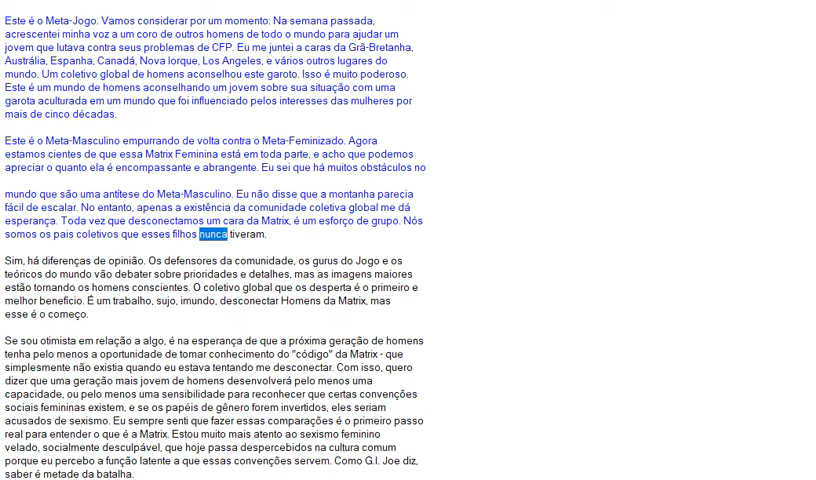 Este é o Meta-Jogo. Vamos considerar por um momento: Na semana passada,
acrescentei minha voz a um coro de outros homens de todo o mundo para ajudar um
jovem que lutava contra seus problemas de CFP. Eu me juntei a caras da Grã-Bretanha,
Austrália, Espanha, Canadá, Nova Iorque, Los Angeles, e vários outros lugares do
mundo. Um coletivo global de homens aconselhou este garoto. Isso é muito poderoso.
Este é um mundo de homens aconselhando um jovem sobre sua situação com uma
garota aculturada em um mundo que foi influenciado pelos interesses das mulheres por
mais de cinco décadas.
Este é o Meta-Masculino empurrando de volta contra o Meta-Feminizado. Agora
estamos cientes de que essa Matrix Feminina está em toda parte, e acho que podemos
apreciar o quanto ela é encompassante e abrangente. Eu sei que há muitos obstáculos no
mundo que são uma antítese do Meta-Masculino. Eu não disse que a montanha parecia
fácil de escalar. No entanto, apenas a existência da comunidade coletiva global me dá
esperança. Toda vez que desconectamos um cara da Matrix, é um esforço de grupo. Nós
somos os pais coletivos que esses filhos nunca tiveram.
Sim, há diferenças de opinião. Os defensores da comunidade, os gurus do Jogo e os
teóricos do mundo vão debater sobre prioridades e detalhes, mas as imagens maiores
estão tornando os homens conscientes. O coletivo global que os desperta é o primeiro e
melhor benefício. É um trabalho, sujo, imundo, desconectar Homens da Matrix, mas
esse é o começo.
Se sou otimista em relação a algo, é na esperança de que a próxima geração de homens
tenha pelo menos a oportunidade de tomar conhecimento do "código" da Matrix - que
simplesmente não existia quando eu estava tentando me desconectar. Com isso, quero
dizer que uma geração mais jovem de homens desenvolverá pelo menos uma
capacidade, ou pelo menos uma sensibilidade para reconhecer que certas convenções
sociais femininas existem, e se os papéis de gênero forem invertidos, eles seriam
acusados de sexismo. Eu sempre senti que fazer essas comparações é o primeiro passo
real para entender o que é a Matrix. Estou muito mais atento ao sexismo feminino
velado, socialmente desculpável, que hoje passa despercebidos na cultura comum
porque eu percebo a função latente a que essas convenções servem. Como G.I. Joe diz,
saber é metade da batalha.